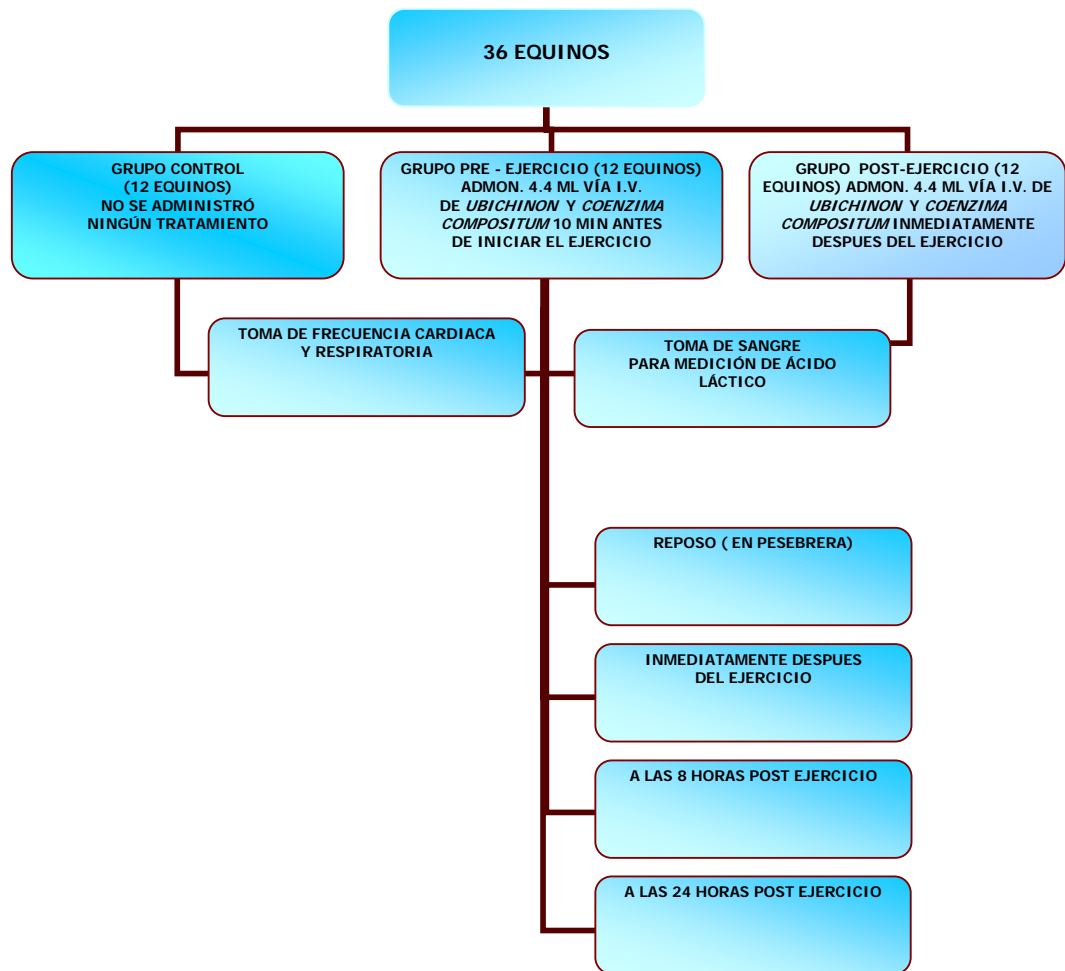 36 EQUINOS
GRUPO CONTROL
(12 EQUINOS)
NO SE ADMINISTRÓ
NINGÚN TRATAMIENTO
GRUPO PRE - EJERCICIO (12 EQUINOS)
ADMON. 4.4 ML VÍA I.V.
DE UBICHINON Y COENZIMA
COMPOSITUM 10 MIN ANTES
DE INICIAR EL EJERCICIO
GRUPO POST-EJERCICIO (12
EQUINOS) ADMON. 4.4 ML VÍA I.V. DE
UBICHINON Y COENZIMA
COMPOSITUM INMEDIATAMENTE
DESPUES DEL EJERCICIO
TOMA DE FRECUENCIA CARDIACA
Y RESPIRATORIA
TOMA DE SANGRE
PARA MEDICIÓN DE ÁCIDO
LÁCTICO
REPOSO ( EN PESEBRERA)
INMEDIATAMENTE DESPUES
DEL EJERCICIO
A LAS 8 HORAS POST EJERCICIO
A LAS 24 HORAS POST EJERCICIO